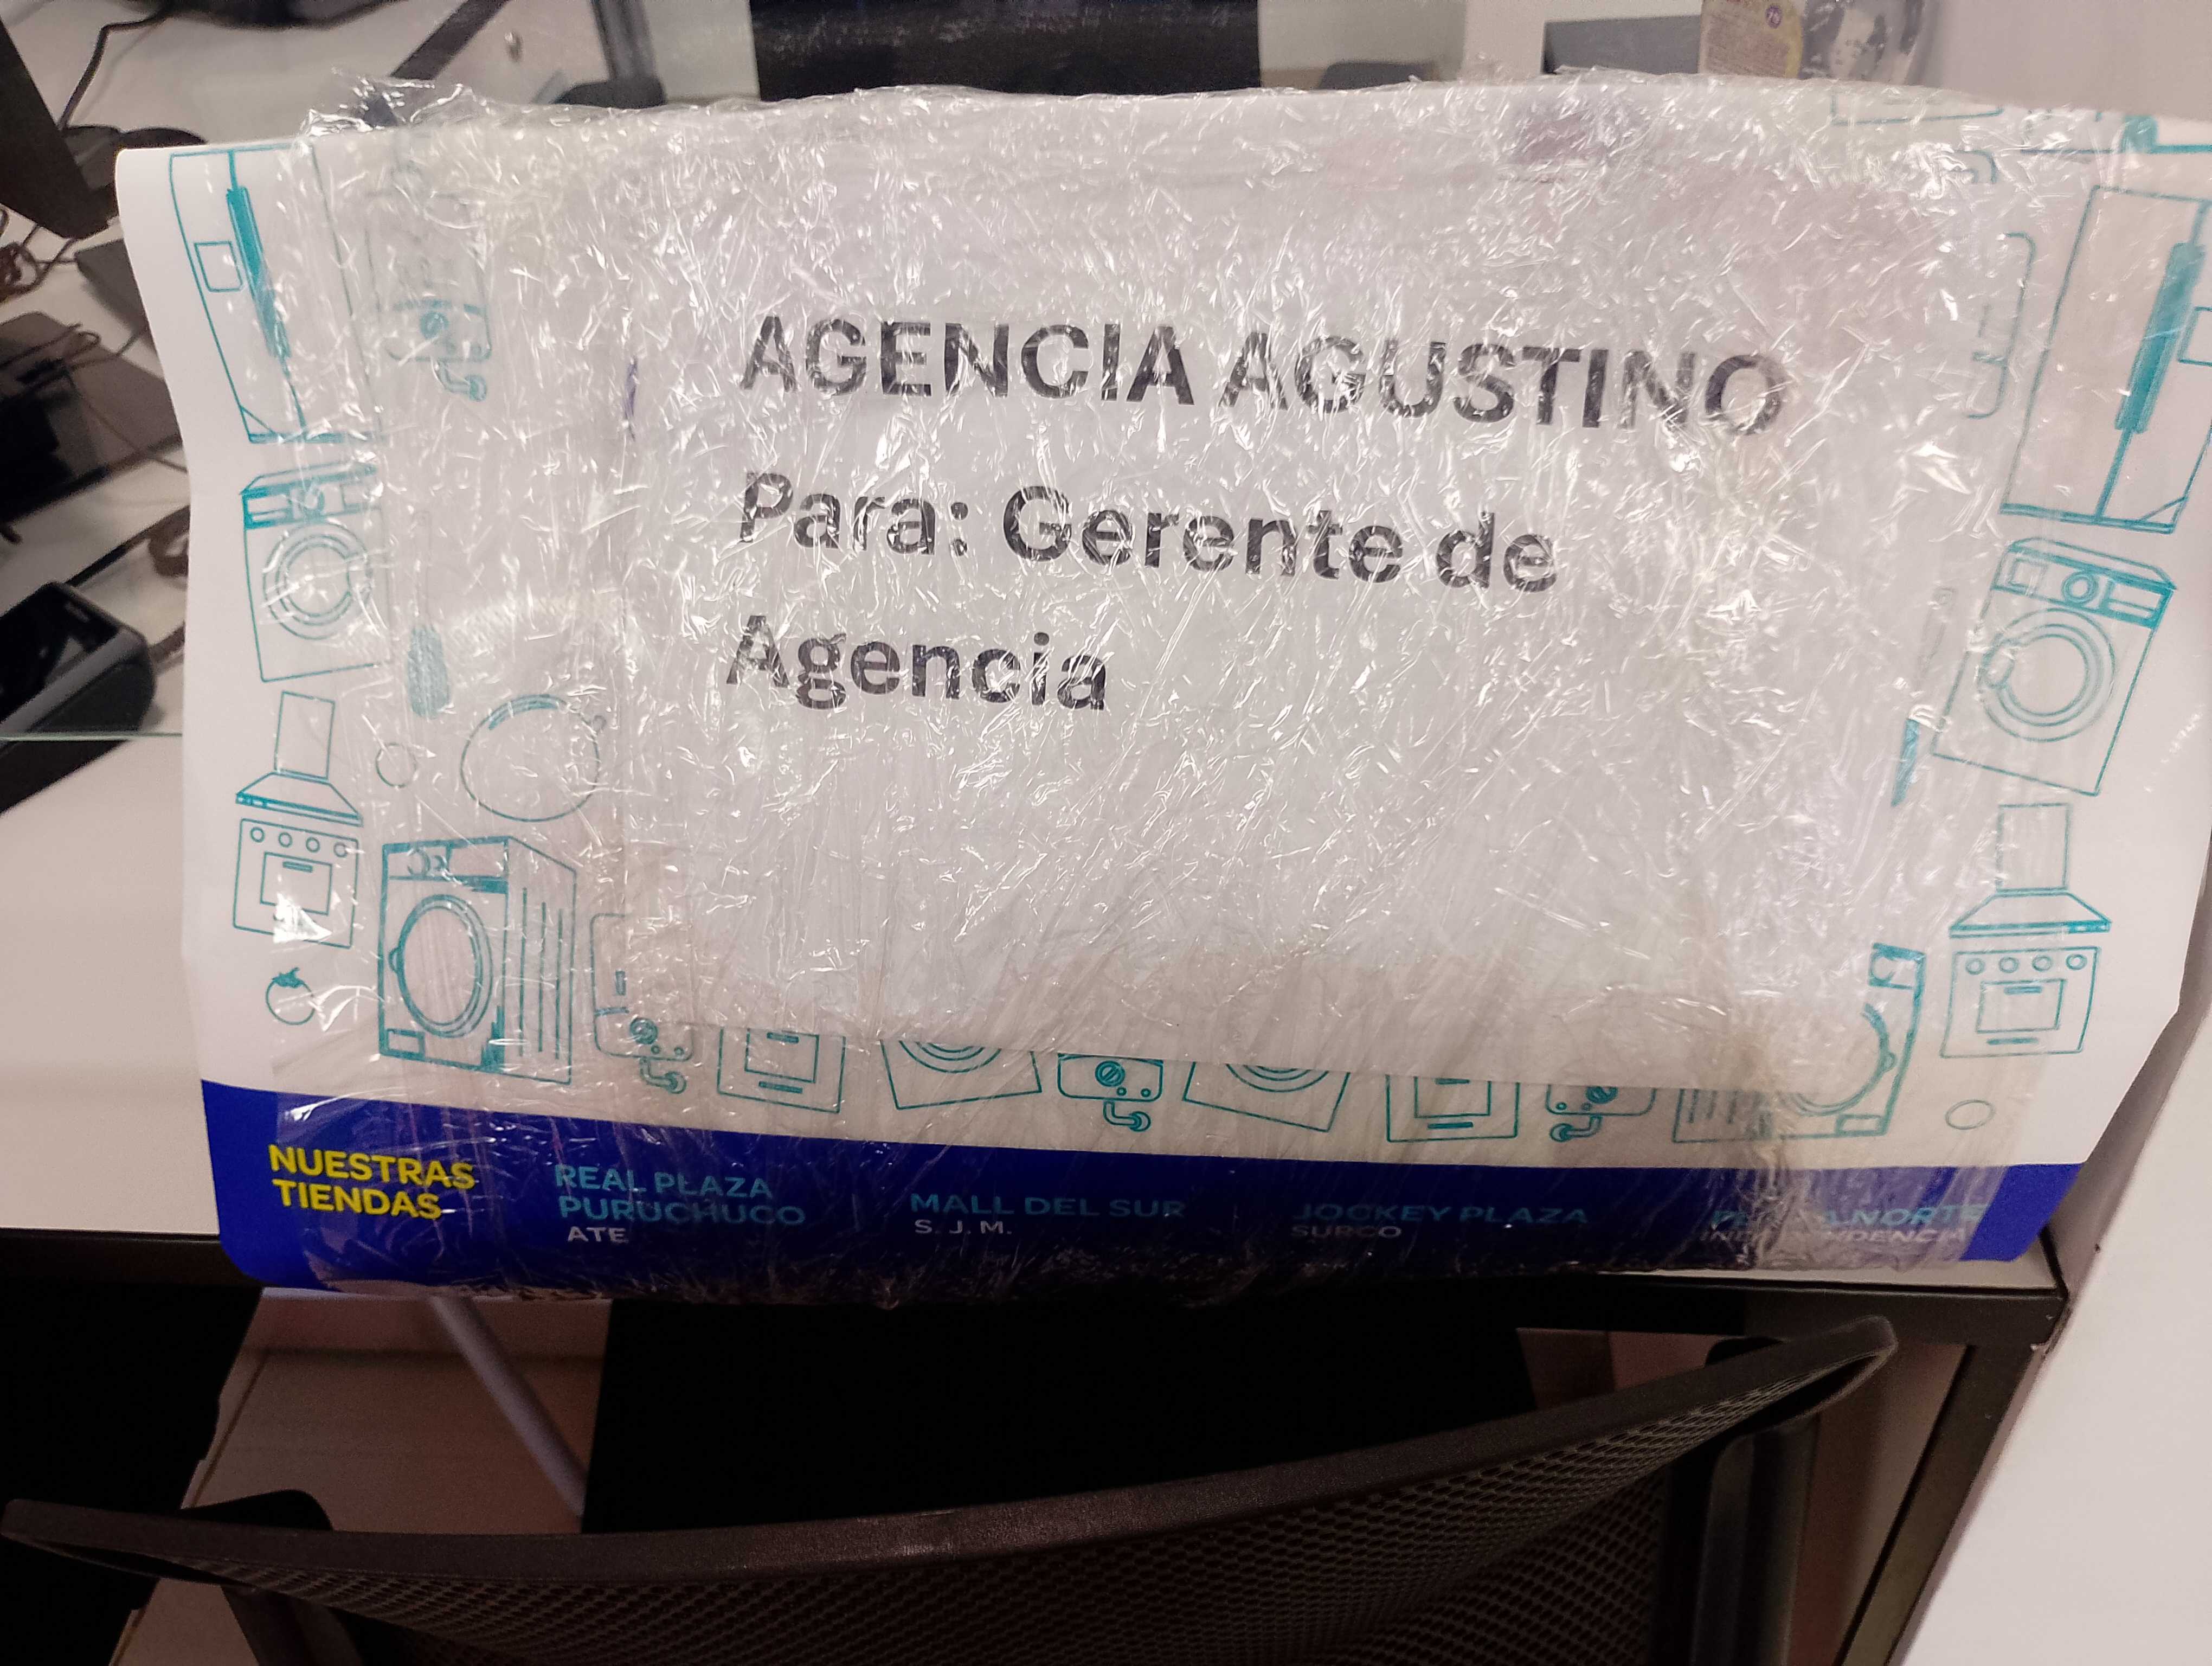 AGENCIA AGUSTINO
Para: Gerente de
Agencia
NUESTRAS
TIENDAS
REAL PLAZA
PURUCHUCO
ATE
MALL DEL SUR
S. J. M.
JOCKEY PLAZA
SURCO